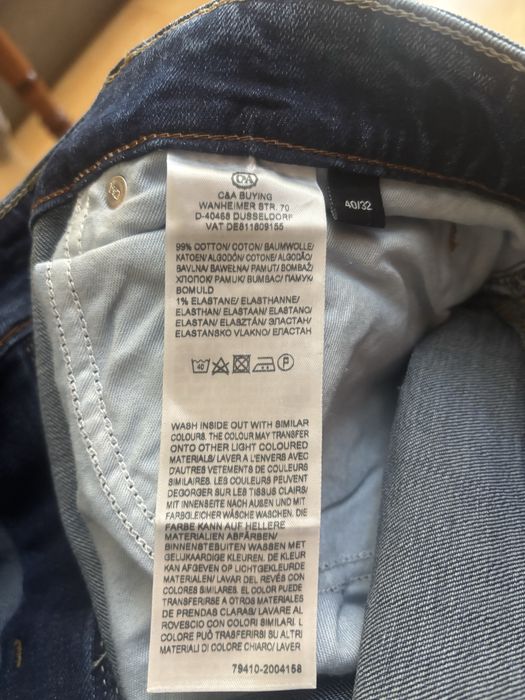 C&A
C&A BUYING
WANHEIMER STR. 70
D-40468 DUSSELDORF
VAT DE811809155
40/32
99% COTTON/ COTON/ BAUMWOLLE/
KATOEN/ ALGODÓN/ COTONE/ ALGODÃO/
BAVLNA/ BAWEŁNA/ PAMUT/ BOMBAŽ/
ХЛОПОК/ PAMUK/ BUMBAC/ ПАМУК/
BOMULD
1% ELASTANE/ ELASTHANNE/
ELASTHAN/ ELASTAAN/ ELASTANO/
ELASTAN/ ELASZTÁN/ ЭЛАСТАН/
ELASTANSKO VLAKNO/ ЕЛАСТАН
40 P
WASH INSIDE OUT WITH SIMILAR
COLOURS. THE COLOUR MAY TRANSFER
ONTO OTHER LIGHT COLOURED
MATERIALS/ LAVER A L'ENVERS AVEC
D'AUTRES VETEMENTS DE COULEURS
SIMILAIRES. LES COULEURS PEUVENT
DEGORGER SUR LES TISSUS CLAIRS/
MIT INNENSEITE NACH AUßEN UND MIT
FARBGLEICHER WÄSCHE WASCHEN. DIE
FARBE KANN AUF HELLERE
MATERIALIEN ABFÄRBEN/
BINNENSTEBUITEN WASSEN MET
GELIJKAARDIGE KLEUREN. DE KLEUR
KAN AFGEVEN OP LICHTGEKLEURDE
MATERIALEN/ LAVAR DEL REVÉS CON
COLORES SIMILARES. EL COLOR PUEDE
TRANSFERIRSE A OTROS MATERIALES
DE PRENDAS CLARAS/ LAVARE AL
ROVESCIO CON COLORI SIMILARI. L
COLORE PUÒ TRASFERIRSI SU ALTRI
MATERIALI DI COLORE CHIARO/ LAVER
79410-2004158